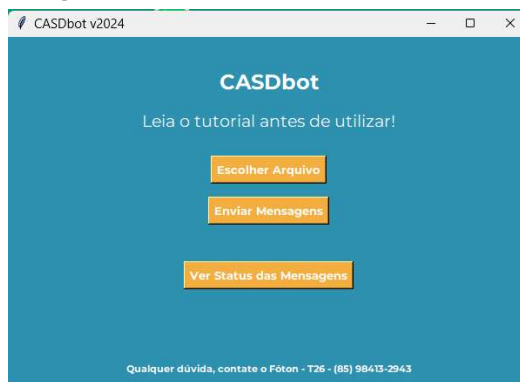 CASDbot v2024
CASDbot
Leia o tutorial antes de utilizar!
Escolher Arquivo
Enviar Mensagens
Ver Status das Mensagens
Qualquer dúvida, contate o Fóton - T26 - (85) 98413-2943